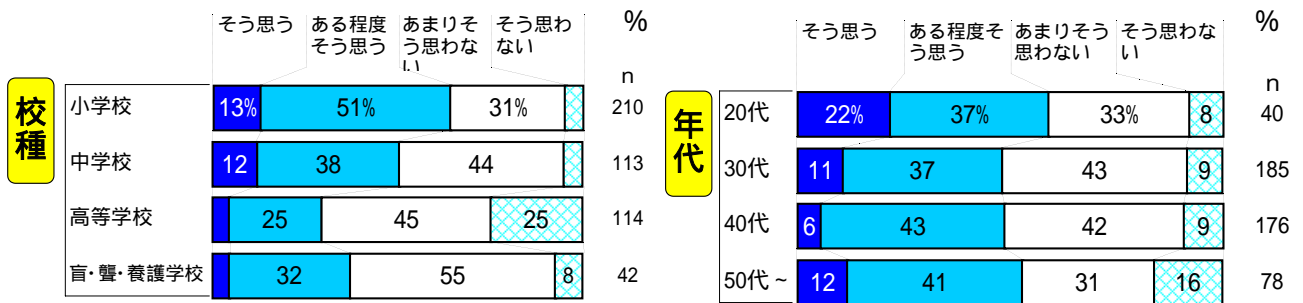 校種
そう思う ある程度そう思う あまりそう思わない そう思わない %
n
小学校 13% 51% 31% 210
中学校 12 38 44 113
高等学校 25 45 25 114
盲・聾・養護学校 32 55 8 42
年代
そう思う ある程度そう思う あまりそう思わない そう思わない %
n
20代 22% 37% 33% 8 40
30代 11 37 43 9 185
40代 6 43 42 9 176
50代~ 12 41 31 16 78